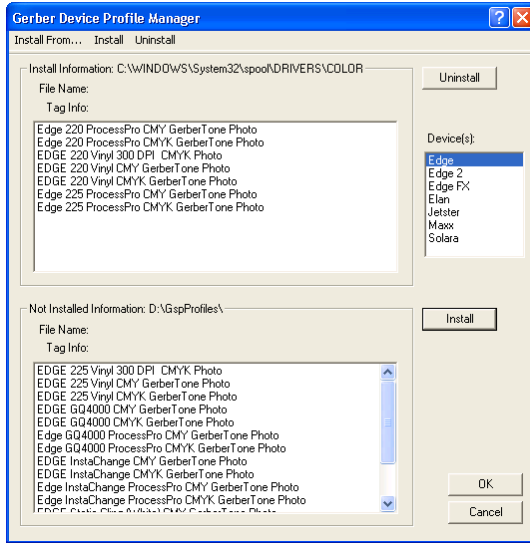 Gerber Device Profile Manager
Install From... Install Uninstall
Install Information: C:\WINDOWS\System32\spool\DRIVERS\COLOR
Uninstall
File Name:
Tag Info:
Edge 220 ProcessPro CMY GerberTone Photo
Edge 220 ProcessPro CMYK GerberTone Photo
EDGE 220 Vinyl 300 DPI  CMYK Photo
EDGE 220 Vinyl CMY GerberTone Photo
EDGE 220 Vinyl CMYK GerberTone Photo
Edge 225 ProcessPro CMY GerberTone Photo
Edge 225 ProcessPro CMYK GerberTone Photo
Device(s):
Edge
Edge 2
Edge FX
Elan
Jetster
Maxx
Solara
Not Installed Information: D:\GspProfiles\
Install
File Name:
Tag Info:
EDGE 225 Vinyl 300 DPI  CMYK Photo
EDGE 225 Vinyl CMY GerberTone Photo
EDGE 225 Vinyl CMYK GerberTone Photo
EDGE GQ4000 CMY GerberTone Photo
EDGE GQ4000 CMYK GerberTone Photo
Edge GQ4000 ProcessPro CMY GerberTone Photo
Edge GQ4000 ProcessPro CMYK GerberTone Photo
EDGE InstaChange CMY GerberTone Photo
EDGE InstaChange CMYK GerberTone Photo
Edge InstaChange ProcessPro CMY GerberTone Photo
Edge InstaChange ProcessPro CMYK GerberTone Photo
EDGE Static Cling (White) CMY GerberTone Photo
OK
Cancel